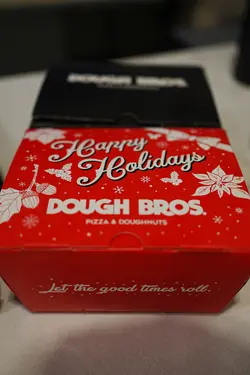 DOUGH BROS.
Happy
Holidays
DOUGH BROS.
PIZZA & DOUGHNUTS
Let the good times roll.